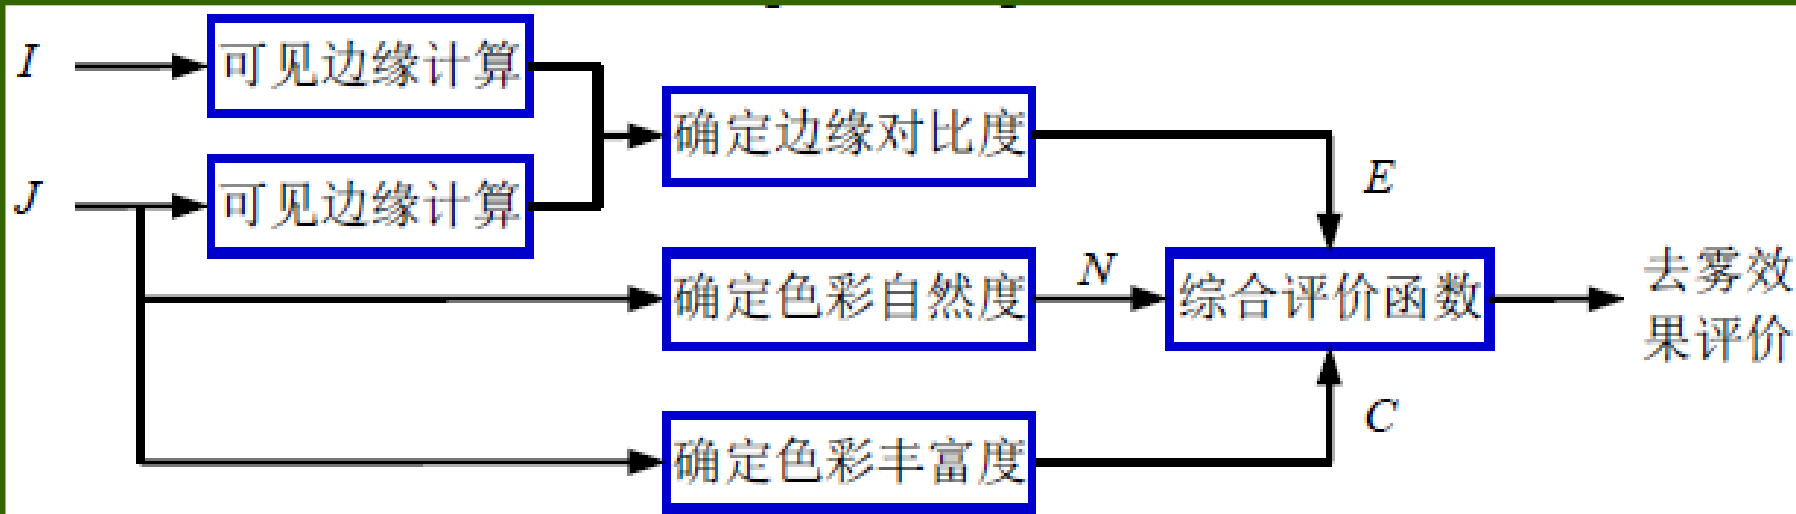 I
可见边缘计算
J
可见边缘计算
确定边缘对比度
E
确定色彩自然度
N
综合评价函数
去雾效
果评价
确定色彩丰富度
C